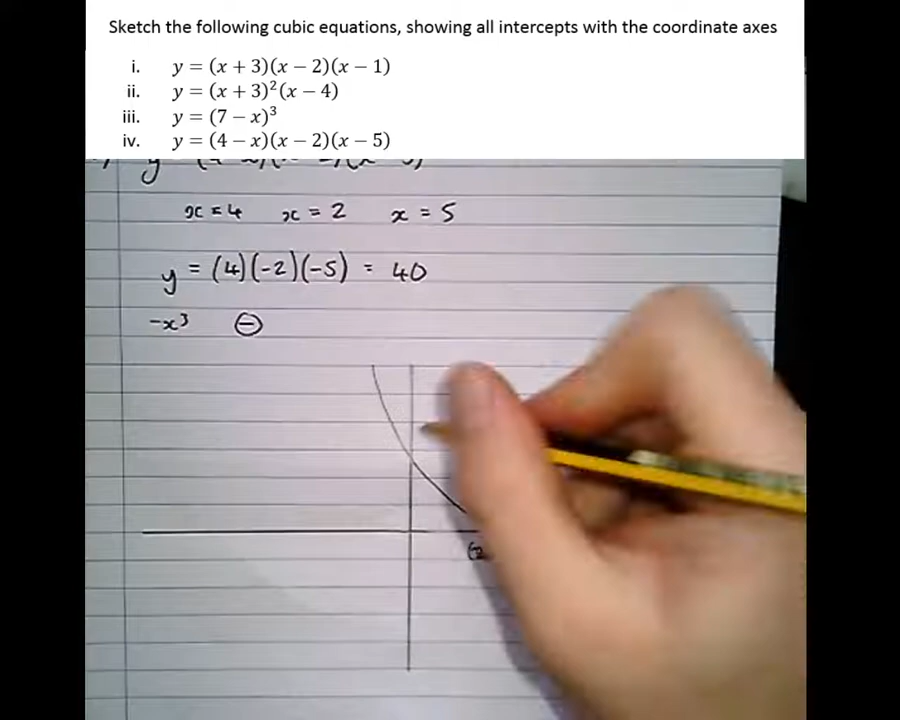 Sketch the following cubic equations, showing all intercepts with the coordinate axes
i. y = (x + 3)(x − 2)(x − 1)
ii. y = (x + 3)²(x − 4)
iii. y = (7 − x)³
iv. y = (4 − x)(x − 2)(x − 5)
x = 4 x = 2 x = 5
y = (4)(-2)(-5) = 40
-x³ ⊖
(2